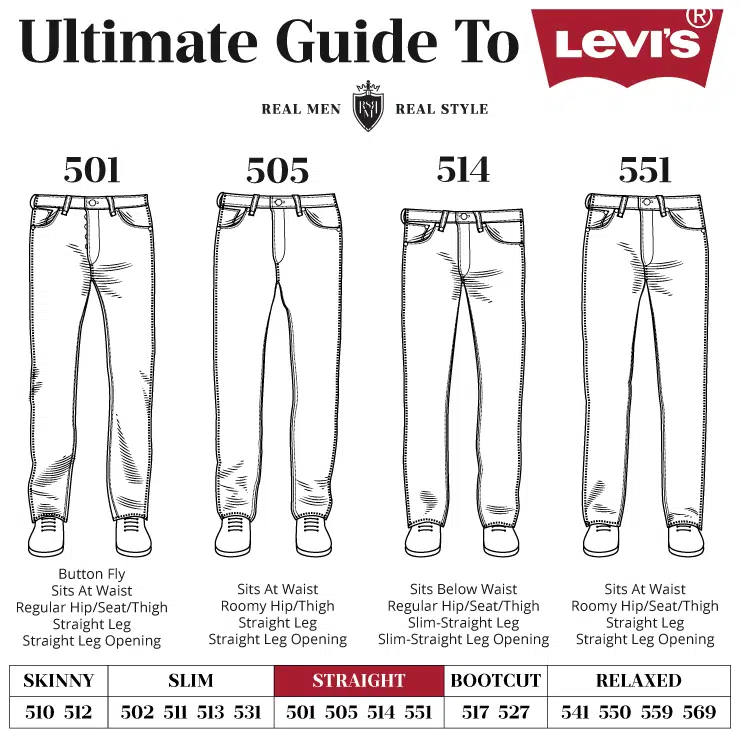 Ultimate Guide To LEVI'S ®
REAL MEN RSRM REAL STYLE
501 505 514 551
Button Fly
Sits At Waist
Regular Hip/Seat/Thigh
Straight Leg
Straight Leg Opening
Sits At Waist
Roomy Hip/Thigh
Straight Leg
Straight Leg Opening
Sits Below Waist
Regular Hip/Seat/Thigh
Slim-Straight Leg
Slim-Straight Leg Opening
Sits At Waist
Roomy Hip/Seat/Thigh
Straight Leg
Straight Leg Opening
SKINNY SLIM STRAIGHT BOOTCUT RELAXED
510 512 502 511 513 531 501 505 514 551 517 527 541 550 559 569